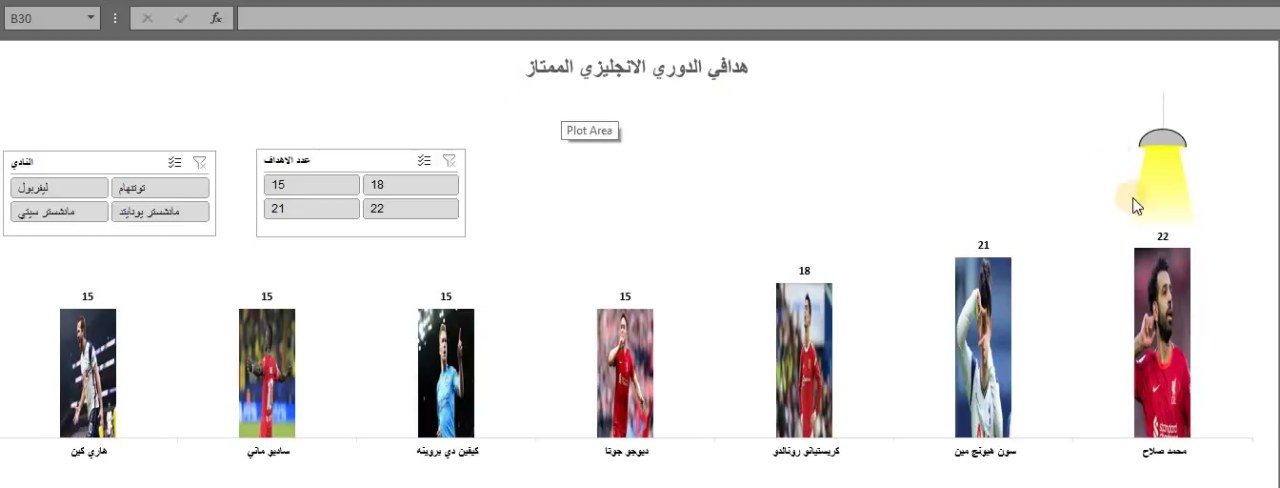 B30
fx
هدافي الدوري الانجليزي الممتاز
Plot Area
النادي
توتنهام
ليفربول
مانشستر يونايتد
مانشستر سيتي
عدد الاهداف
15
18
21
22
15
15
15
15
18
21
22
هاري كين
ساديو ماني
كيفين دي بروينه
ديوجو جوتا
كريستيانو رونالدو
سون هيونج مين
محمد صلاح